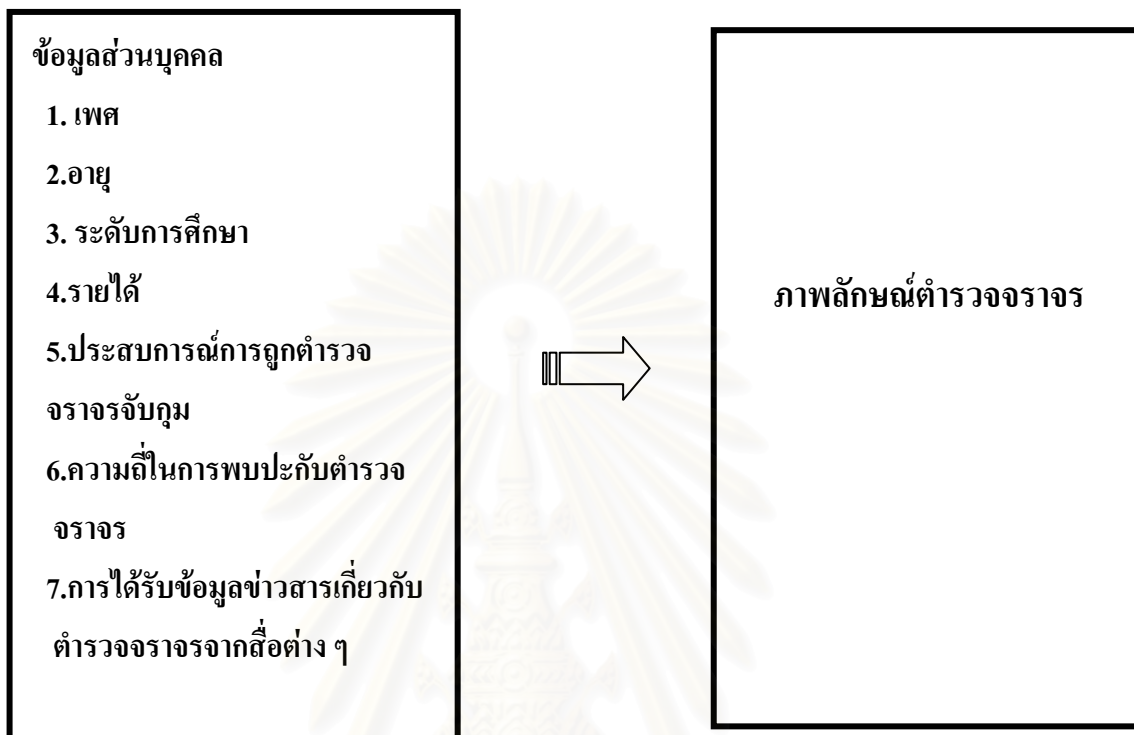 ข้อมูลส่วนบุคคล
1. เพศ
2.อายุ
3. ระดับการศึกษา
4.รายได้
5.ประสบการณ์การถูกตำรวจ
จราจรจับกุม
6.ความถี่ในการพบปะกับตำรวจ
จราจร
7.การได้รับข้อมูลข่าวสารเกี่ยวกับ
ตำรวจจราจรจากสื่อต่าง ๆ
ภาพลักษณ์ตำรวจจราจร